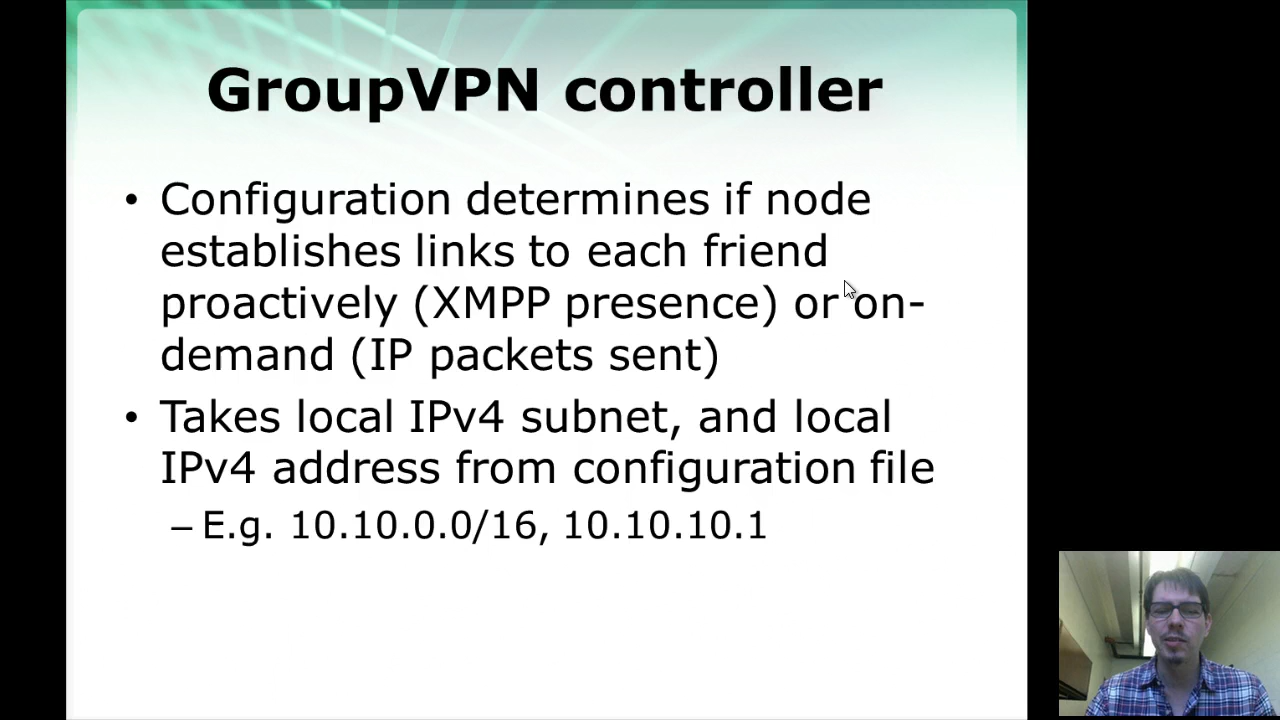 GroupVPN controller
• Configuration determines if node
establishes links to each friend
proactively (XMPP presence) or on-
demand (IP packets sent)
• Takes local IPv4 subnet, and local
IPv4 address from configuration file
– E.g. 10.10.0.0/16, 10.10.10.1